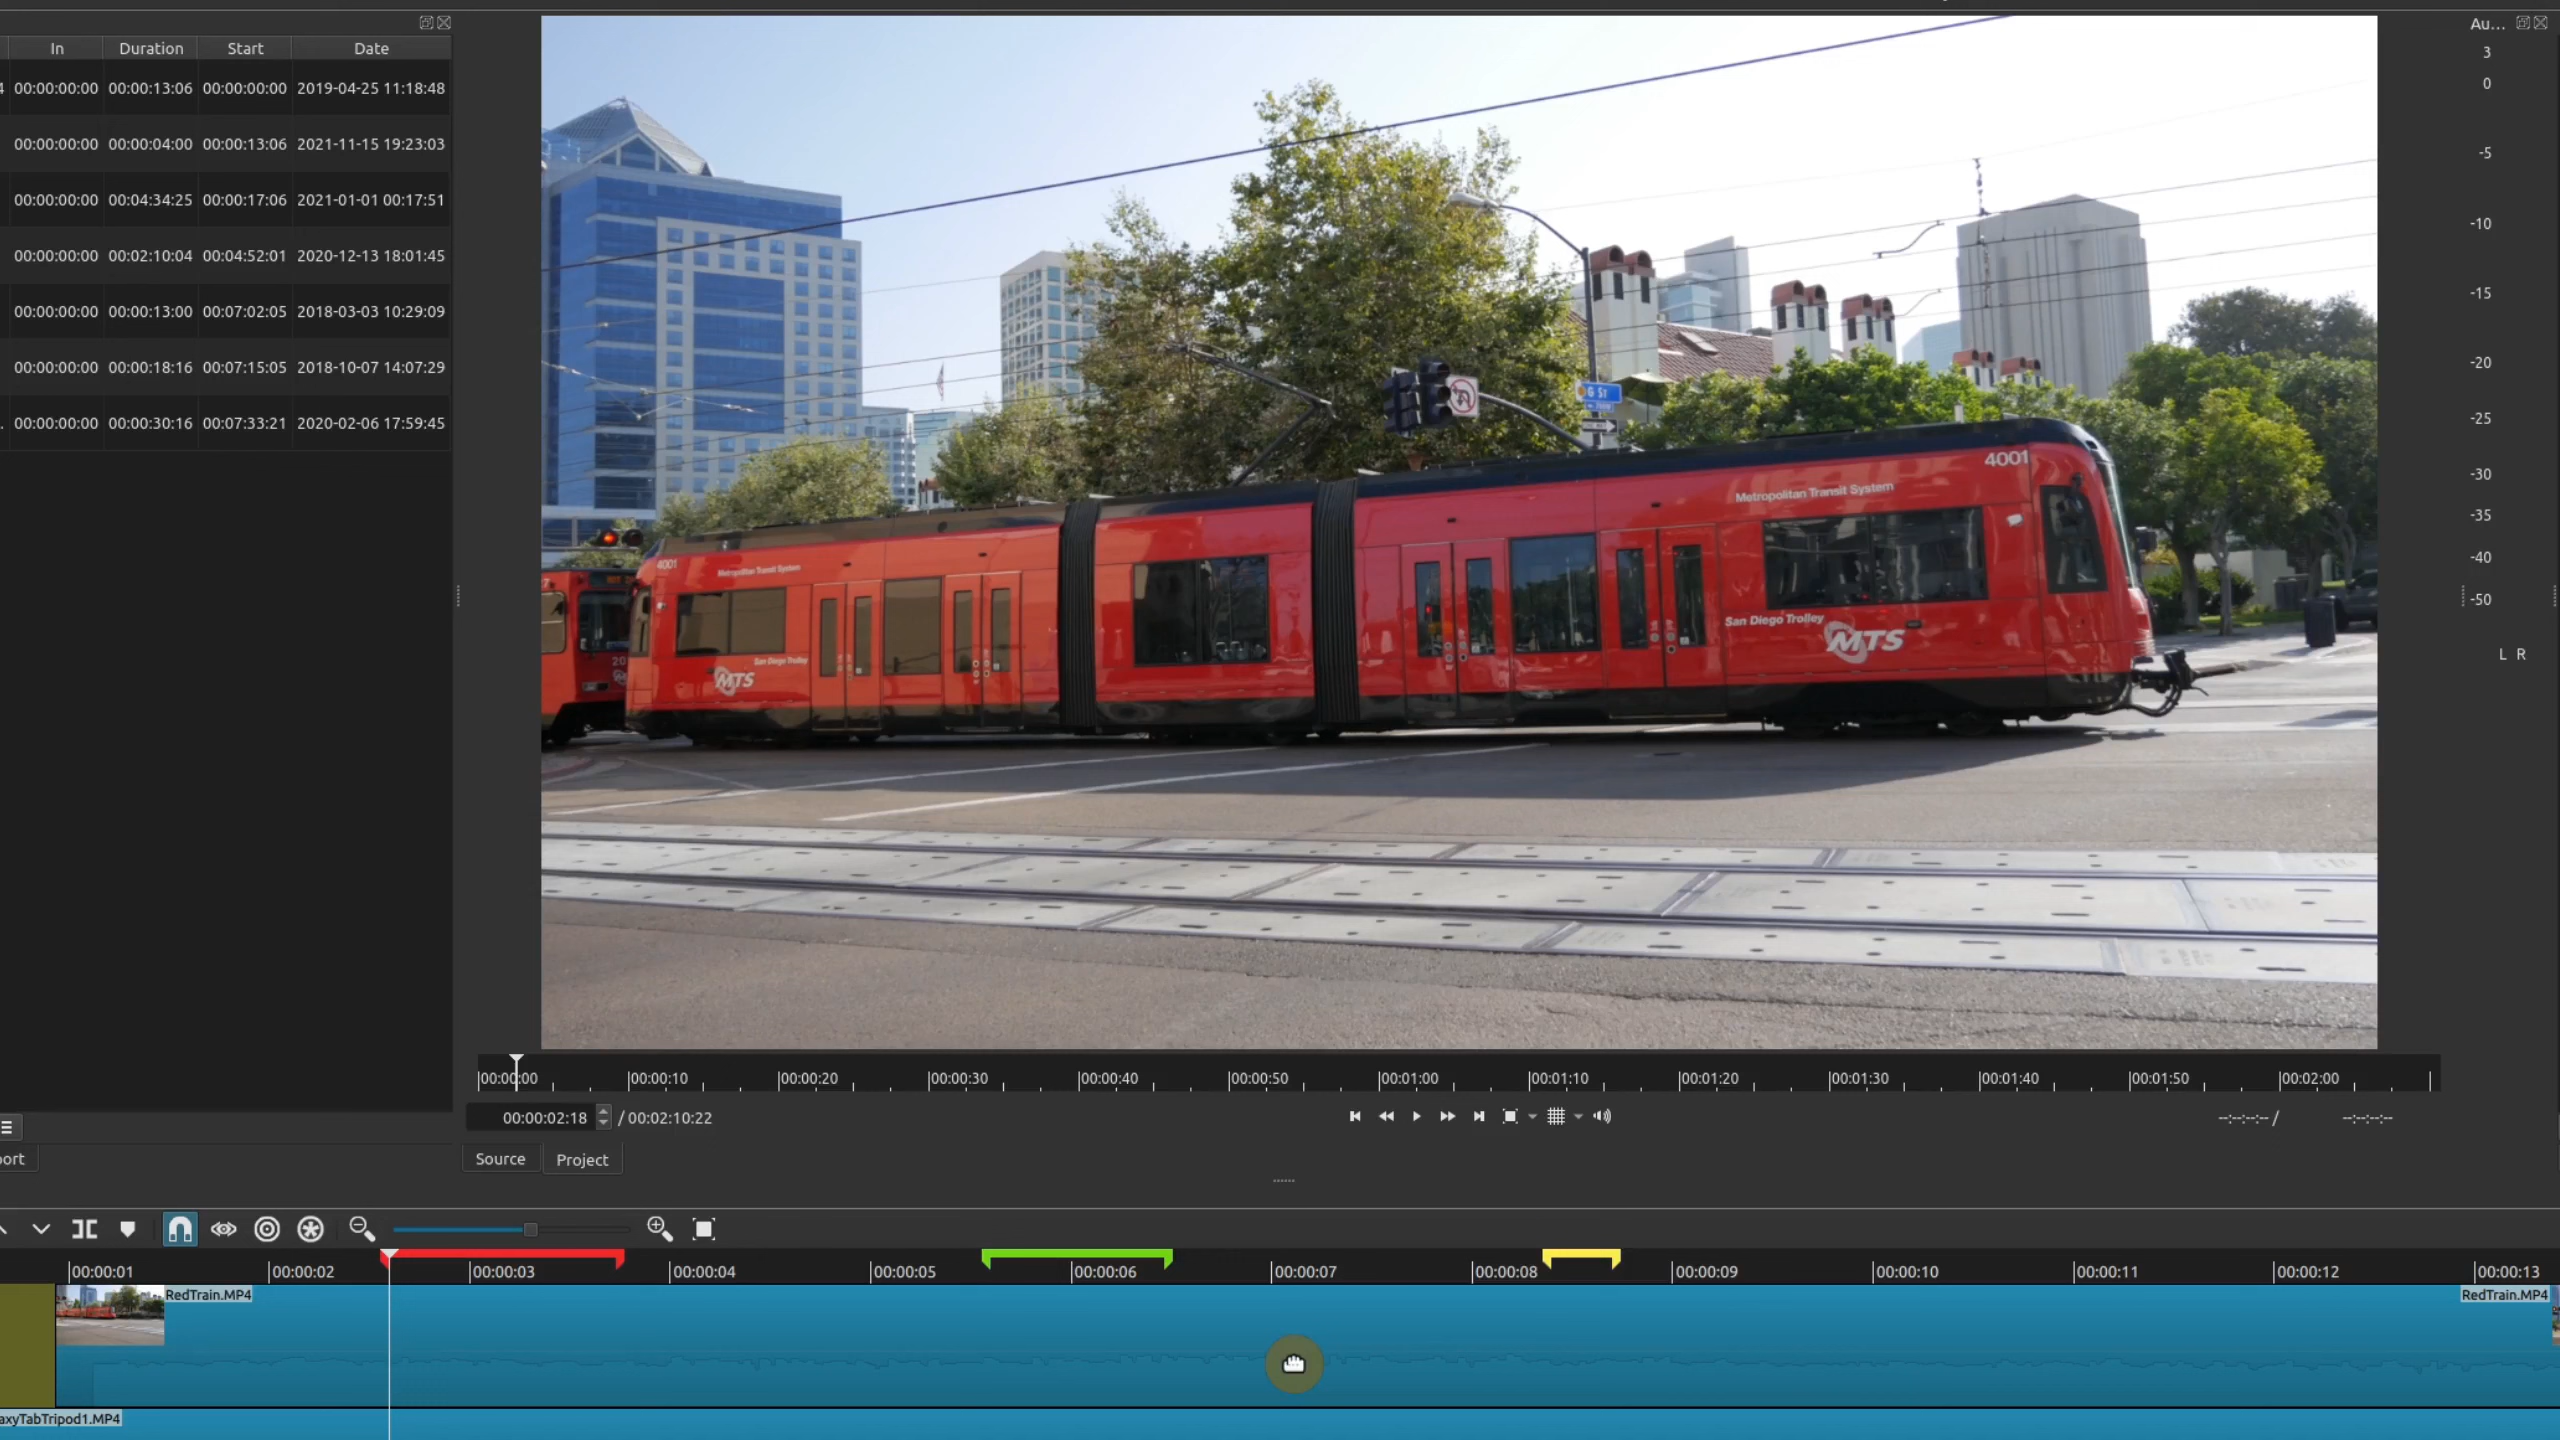 Au...
In Duration Start Date
4 00:00:00:00 00:00:13:06 00:00:00:00 2019-04-25 11:18:48
00:00:00:00 00:00:04:00 00:00:13:06 2021-11-15 19:23:03
00:00:00:00 00:04:34:25 00:00:17:06 2021-01-01 00:17:51
00:00:00:00 00:02:10:04 00:04:52:01 2020-12-13 18:01:45
00:00:00:00 00:00:13:00 00:07:02:05 2018-03-03 10:29:09
00:00:00:00 00:00:18:16 00:07:15:05 2018-10-07 14:07:29
. 00:00:00:00 00:00:30:16 00:07:33:21 2020-02-06 17:59:45
3
0
-5
-10
-15
-20
-25
-30
-35
-40
-50
L R
G St
4001
Metropolitan Transit System
San Diego Trolley
MTS
4001
Metropolitan Transit System
San Diego Trolley
MTS
20
00:00:00 00:00:10 00:00:20 00:00:30 00:00:40 00:00:50 00:01:00 00:01:10 00:01:20 00:01:30 00:01:40 00:01:50 00:02:00
00:00:02:18 / 00:02:10:22
--:--:--:-- / --:--:--:--
ort
Source Project
00:00:01 00:00:02 00:00:03 00:00:04 00:00:05 00:00:06 00:00:07 00:00:08 00:00:09 00:00:10 00:00:11 00:00:12 00:00:13
RedTrain.MP4 RedTrain.MP4
axyTabTripod1.MP4